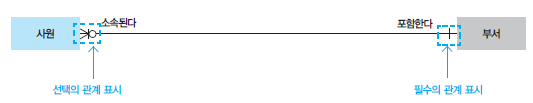 소속된다
포함한다
사원
부서
선택의 관계 표시
필수의 관계 표시